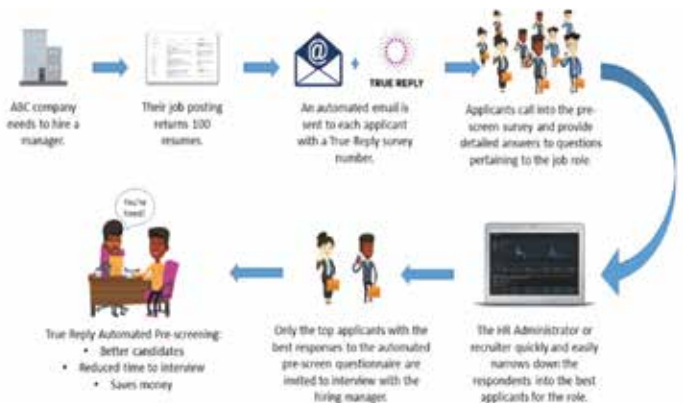 ABC company
needs to hire a
manager.
Their job posting
returns 100
resumes.
@
TRUE REPLY
An automated email is
sent to each applicant
with a True Reply survey
number.
Applicants call into the pre-
screen survey and provide
detailed answers to questions
pertaining to the job role.
The HR Administrator or
recruiter quickly and easily
narrows down the
respondents into the best
applicants for the role.
Only the top applicants with the
best responses to the automated
pre-screen questionnaire are
invited to interview with the
hiring manager.
You're
hired!
True Reply Automated Pre-screening:
• Better candidates
• Reduced time to interview
• Saves money